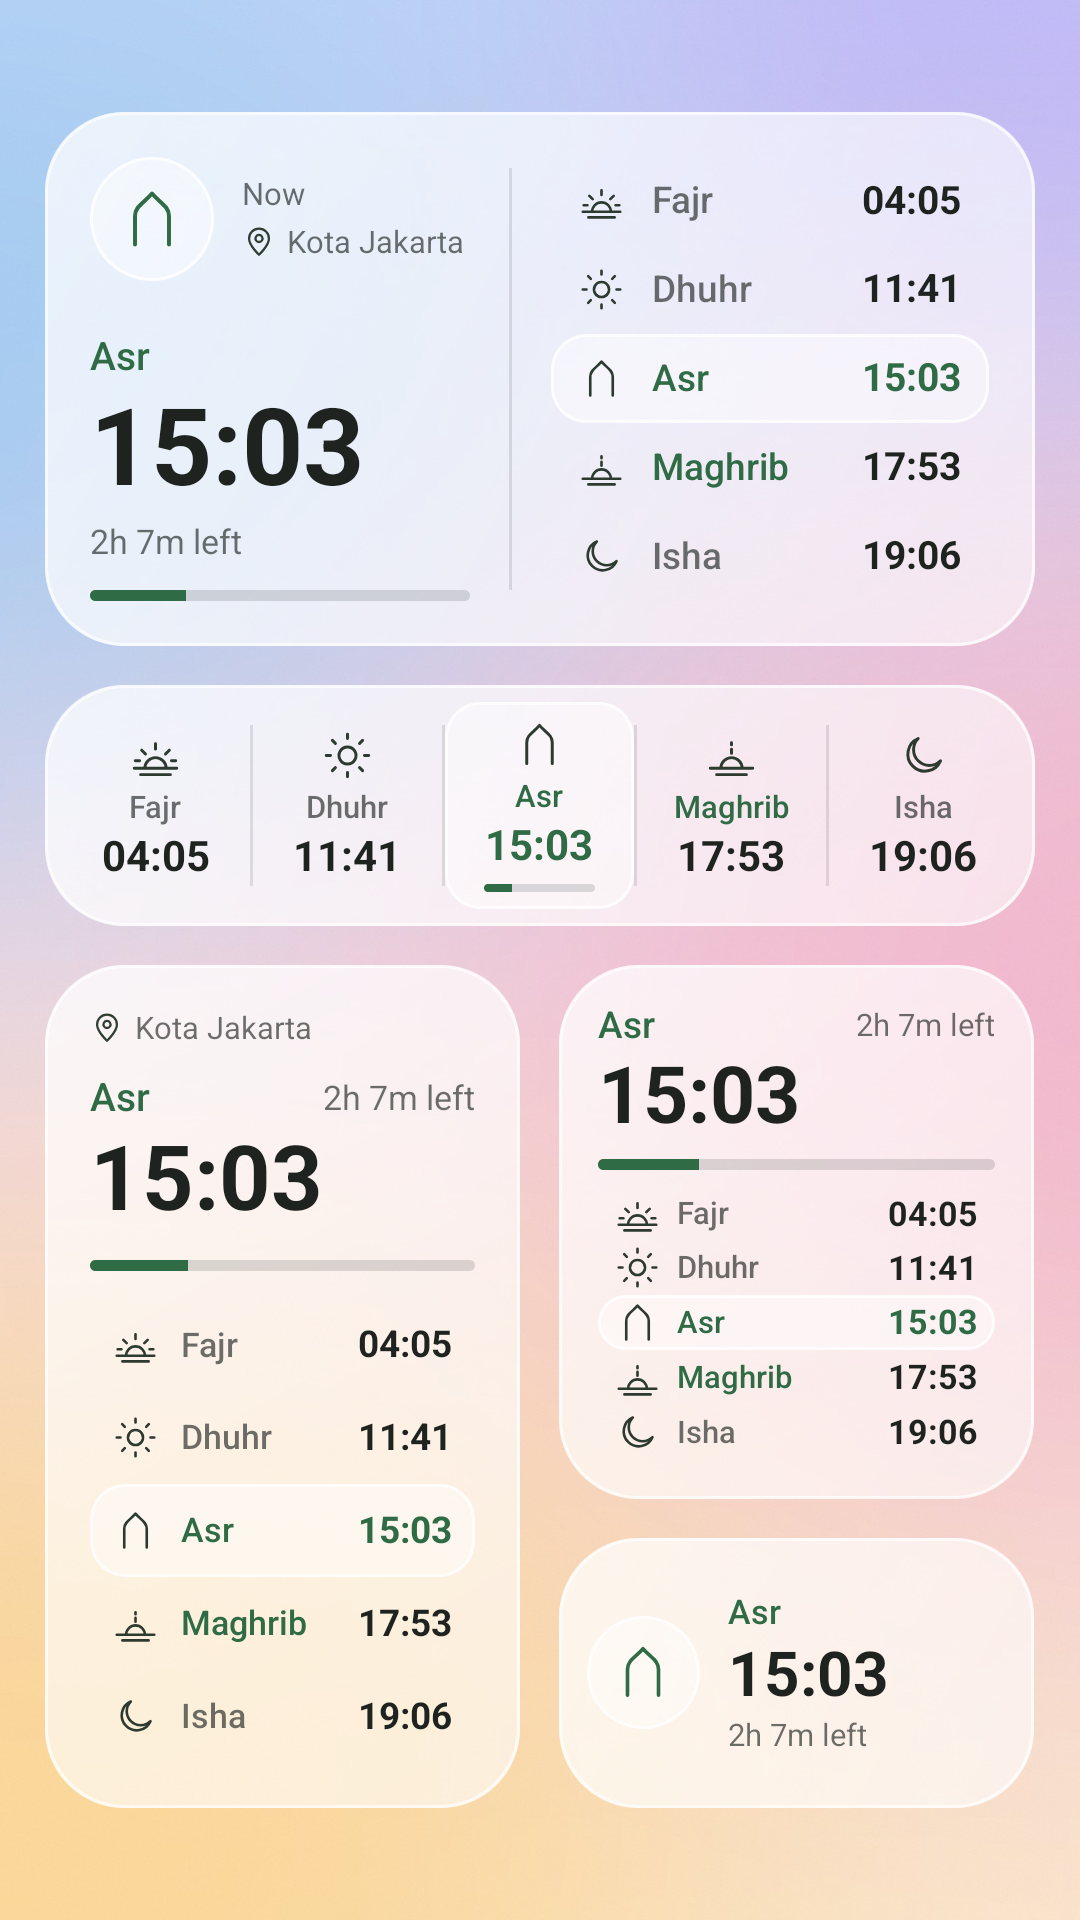 Now
Kota Jakarta
Asr
15:03
2h 7m left
Fajr 04:05
Dhuhr 11:41
Asr 15:03
Maghrib 17:53
Isha 19:06
Fajr Dhuhr Asr Maghrib Isha
04:05 11:41 15:03 17:53 19:06
Kota Jakarta
Asr 2h 7m left
15:03
Fajr 04:05
Dhuhr 11:41
Asr 15:03
Maghrib 17:53
Isha 19:06
Asr 2h 7m left
15:03
Fajr 04:05
Dhuhr 11:41
Asr 15:03
Maghrib 17:53
Isha 19:06
Asr
15:03
2h 7m left